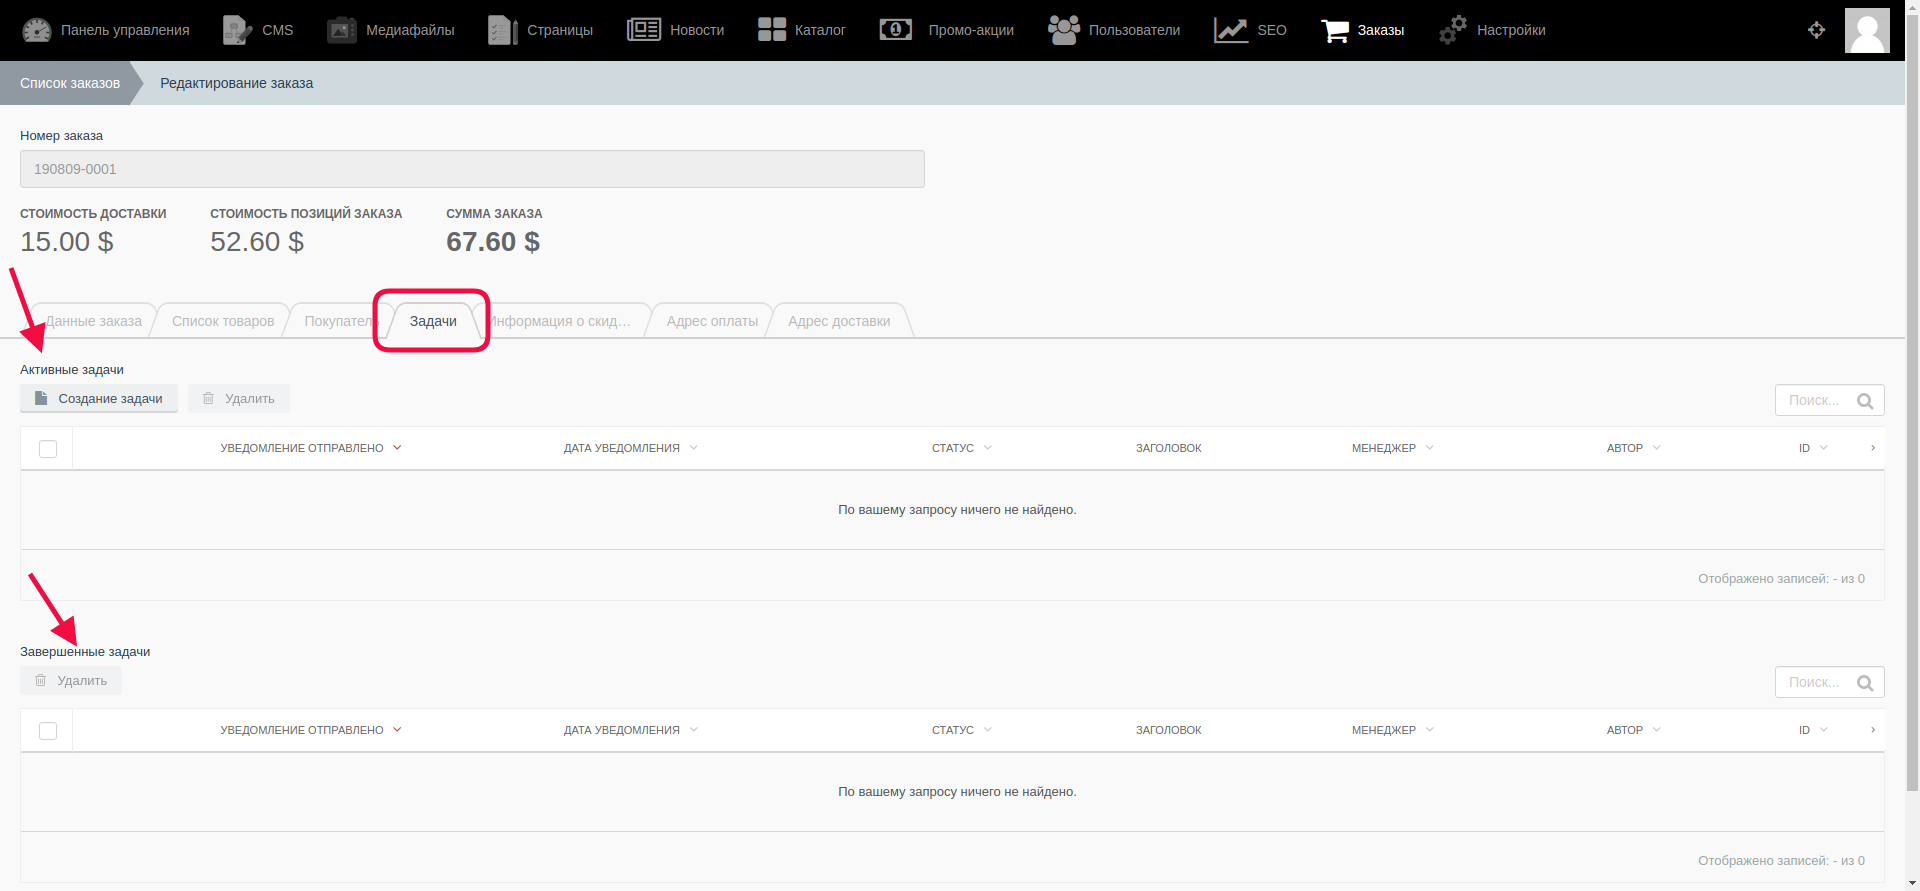 Панель управления CMS Медиафайлы Страницы Новости Каталог Промо-акции Пользователи SEO Заказы Настройки
Список заказов Редактирование заказа
Номер заказа
190809-0001
СТОИМОСТЬ ДОСТАВКИ СТОИМОСТЬ ПОЗИЦИЙ ЗАКАЗА СУММА ЗАКАЗА
15.00 $ 52.60 $ 67.60 $
Данные заказа Список товаров Покупатель Задачи Информация о скид... Адрес оплаты Адрес доставки
Активные задачи
Создание задачи Удалить Поиск...
УВЕДОМЛЕНИЕ ОТПРАВЛЕНО ДАТА УВЕДОМЛЕНИЯ СТАТУС ЗАГОЛОВОК МЕНЕДЖЕР АВТОР ID
По вашему запросу ничего не найдено.
Отображено записей: - из 0
Завершенные задачи
Удалить Поиск...
УВЕДОМЛЕНИЕ ОТПРАВЛЕНО ДАТА УВЕДОМЛЕНИЯ СТАТУС ЗАГОЛОВОК МЕНЕДЖЕР АВТОР ID
По вашему запросу ничего не найдено.
Отображено записей: - из 0